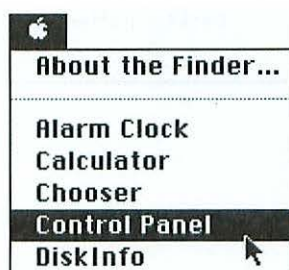 About the Finder...
Alarm Clock
Calculator
Chooser
Control Panel
DiskInfo